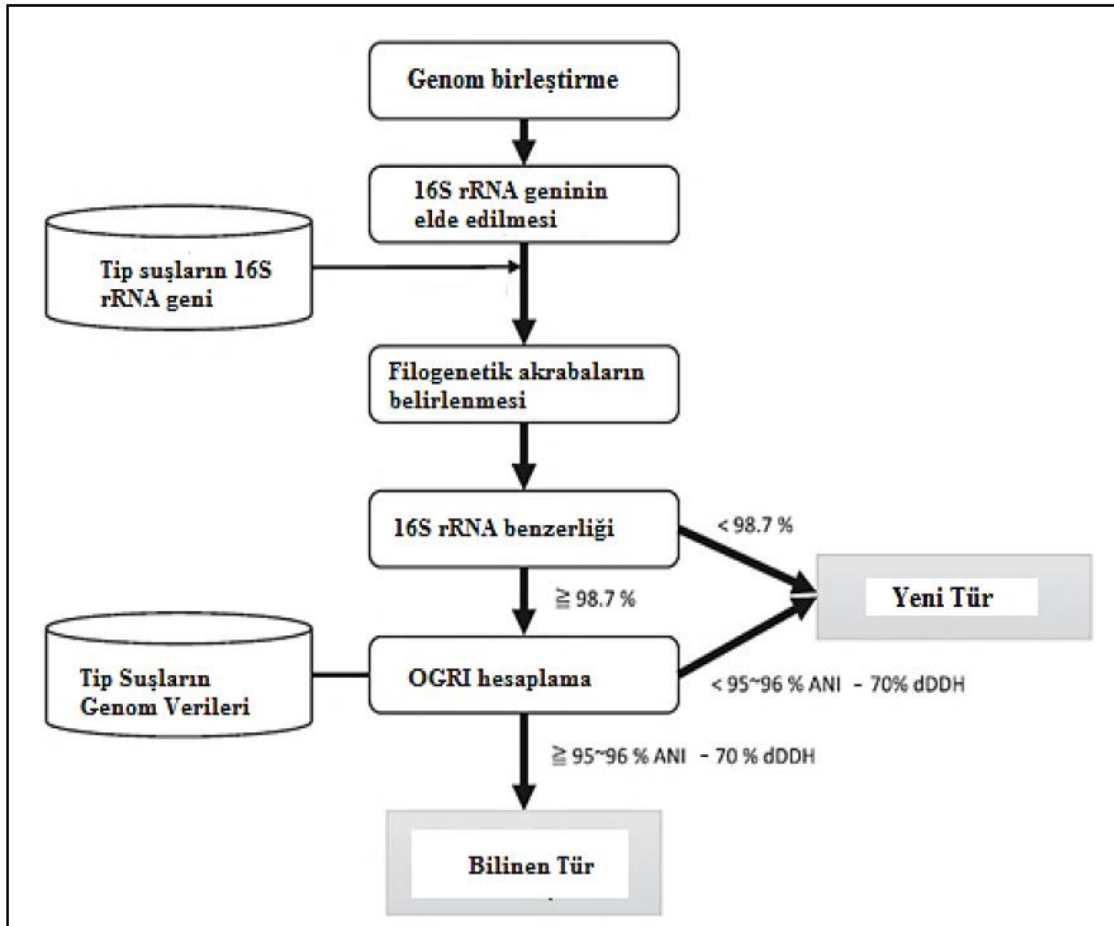 Genom birleştirme
16S rRNA geninin
elde edilmesi
Tip suşların 16S
rRNA geni
Filogenetik akrabaların
belirlenmesi
16S rRNA benzerliği
< 98.7 %
≧ 98.7 %
Yeni Tür
Tip Suşların
Genom Verileri
OGRI hesaplama
< 95~96 % ANI - 70% dDDH
≧ 95~96 % ANI - 70 % dDDH
Bilinen Tür